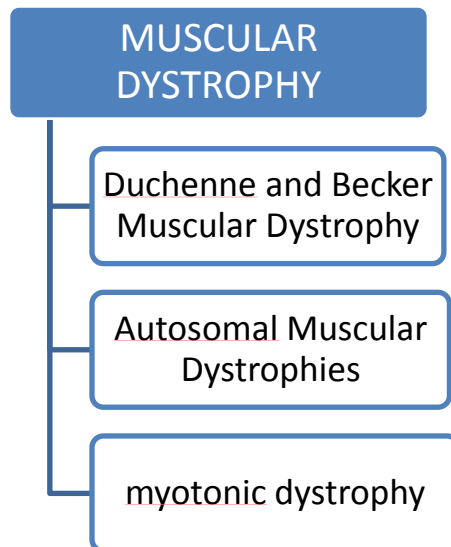 MUSCULAR
DYSTROPHY
Duchenne and Becker
Muscular Dystrophy
Autosomal Muscular
Dystrophies
myotonic dystrophy